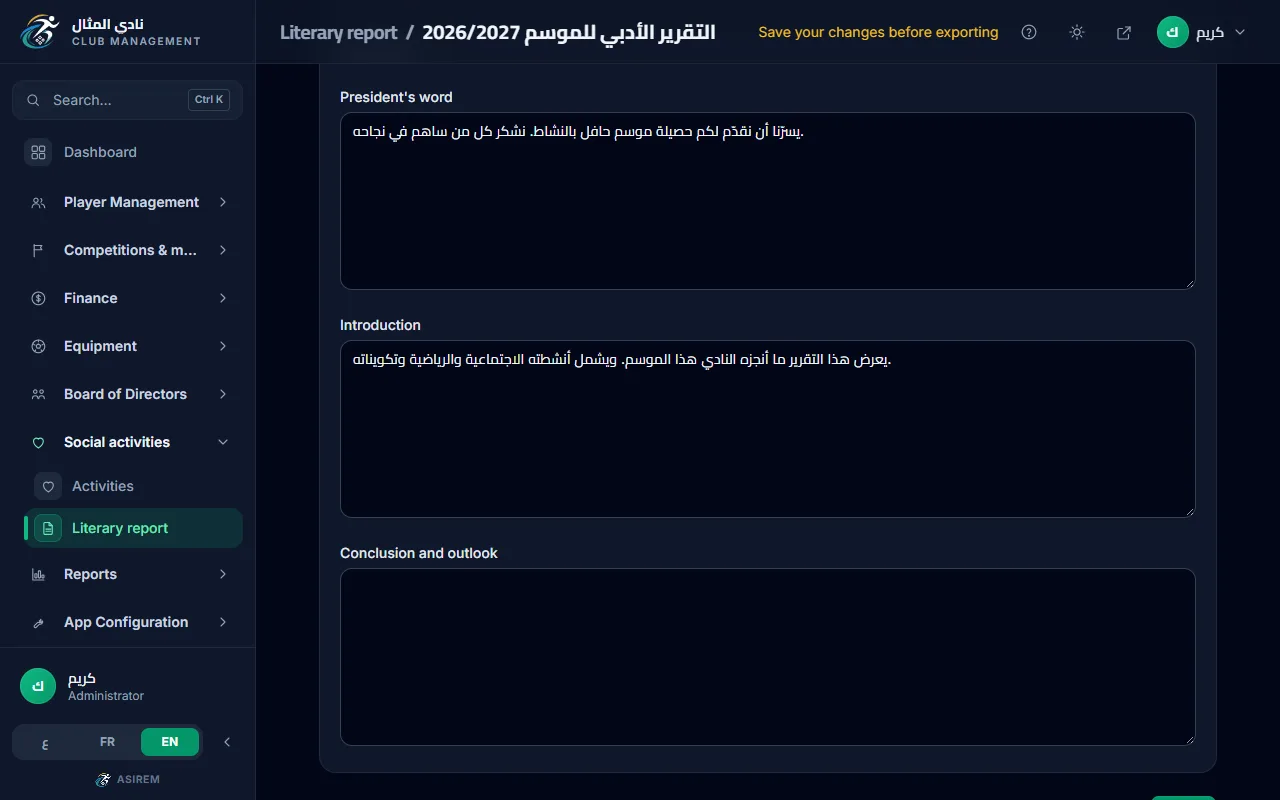 نادي المثال
CLUB MANAGEMENT
Search...
Ctrl K
Dashboard
Player Management
Competitions & m...
Finance
Equipment
Board of Directors
Social activities
Activities
Literary report
Reports
App Configuration
ك
كريم
Administrator
ع
FR
EN
ASIREM
Literary report / التقرير الأدبي للموسم 2026/2027
Save your changes before exporting
ك
كريم
President's word
يسرّنا أن نقدّم لكم حصيلة موسم حافل بالنشاط. نشكر كل من ساهم في نجاحه.
Introduction
يعرض هذا التقرير ما أنجزه النادي هذا الموسم. ويشمل أنشطته الاجتماعية والرياضية وتكويناته.
Conclusion and outlook